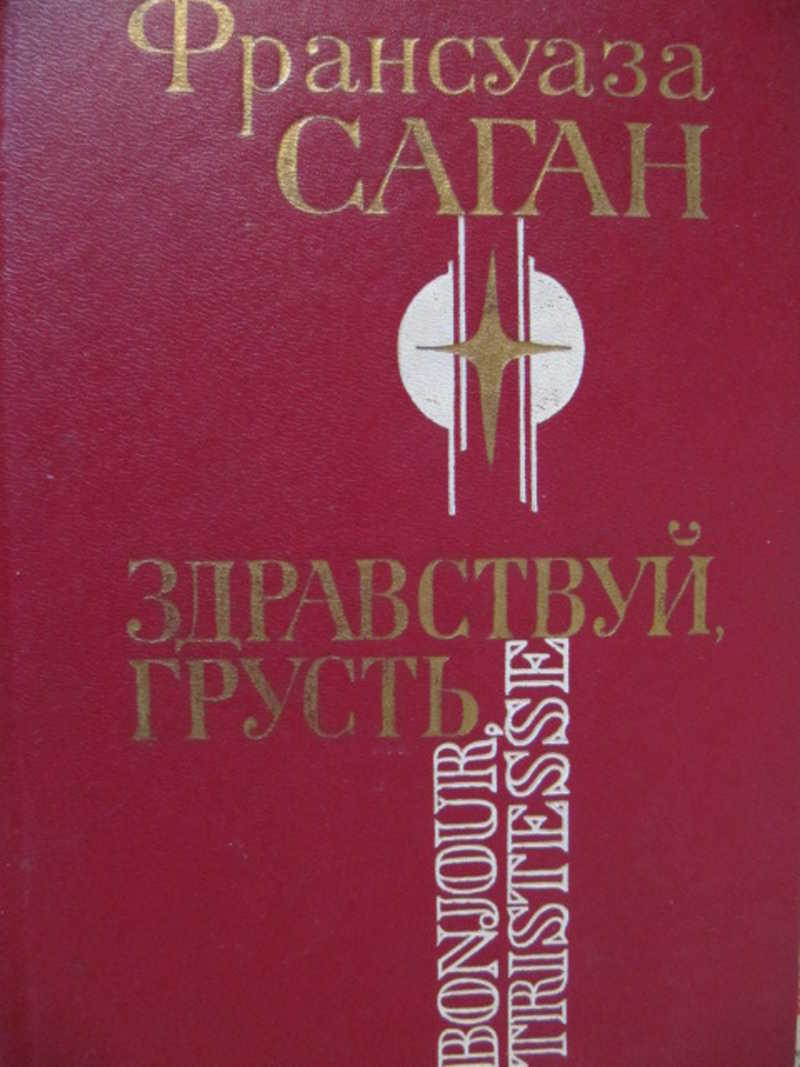 Франсуаза
САГАН
ЗДРАВСТВУЙ,
ГРУСТЬ
BONJOUR,
TRISTESSE